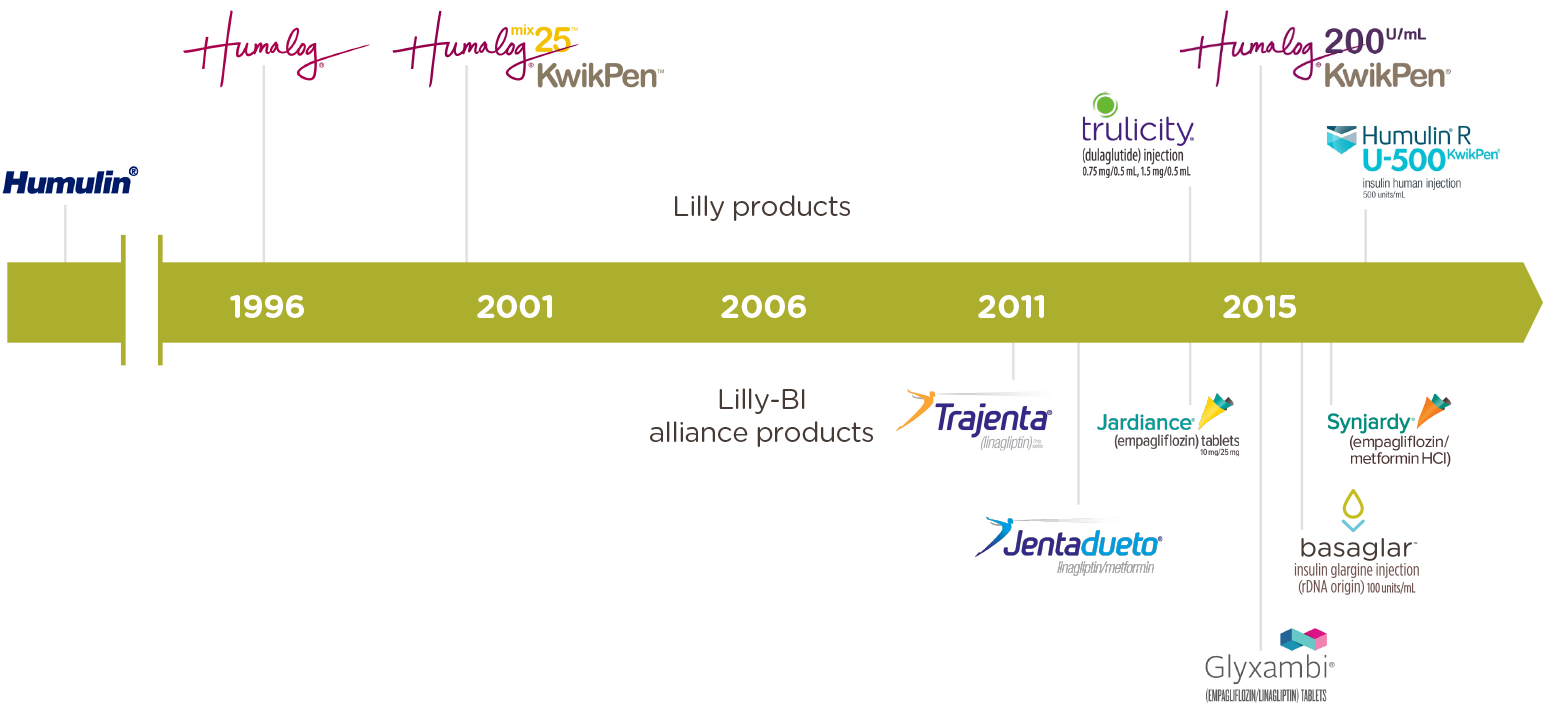 Humalog®
Humalog® mix25™
KwikPen™
Humalog® 200 U/mL
KwikPen®
trulicity®
(dulaglutide) injection
0.75 mg/0.5 mL, 1.5 mg/0.5 mL
Humulin® R
U-500 KwikPen®
insulin human injection
500 units/mL
Humulin®
Lilly products
1996
2001
2006
2011
2015
Lilly-BI
alliance products
Trajenta®
(linagliptin)
Jardiance®
(empagliflozin) tablets
10 mg/25 mg
Synjardy®
(empagliflozin/
metformin HCl)
Jentadueto®
linagliptin/metformin
basaglar™
insulin glargine injection
(rDNA origin) 100 units/mL
Glyxambi®
(EMPAGLIFLOZIN/LINAGLIPTIN) TABLETS